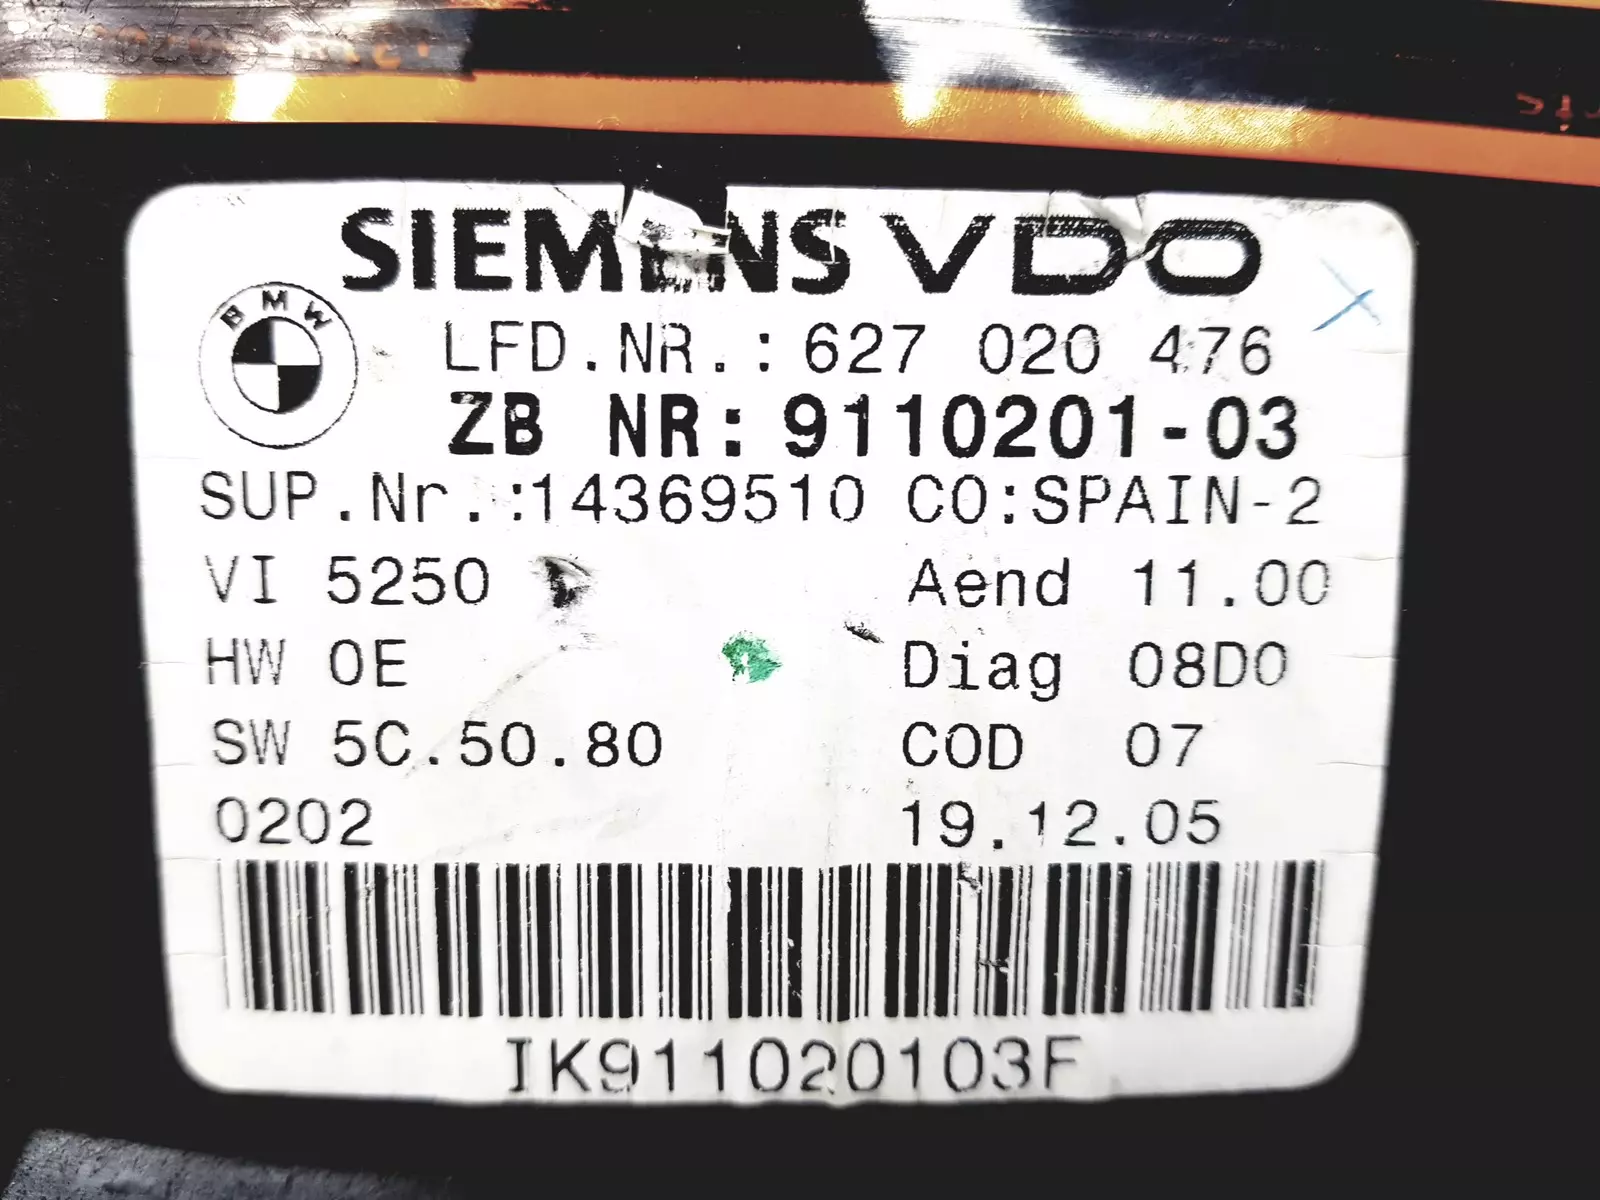 SIEMENS VDO
BMW
LFD.NR.:627 020 476
ZB NR:9110201-03
SUP.Nr.:14369510 CO:SPAIN-2
VI 5250 Aend 11.00
HW 0E Diag 08D0
SW 5C.50.80 COD 07
0202 19.12.05
IK911020103F